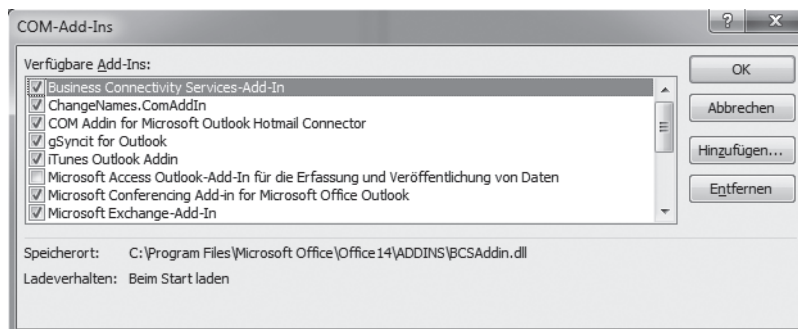 COM-Add-Ins
Verfügbare Add-Ins:
Business Connectivity Services-Add-In
ChangeNames.ComAddIn
COM Addin for Microsoft Outlook Hotmail Connector
gSyncit for Outlook
iTunes Outlook Addin
Microsoft Access Outlook-Add-In für die Erfassung und Veröffentlichung von Daten
Microsoft Conferencing Add-in for Microsoft Office Outlook
Microsoft Exchange-Add-In
OK
Abbrechen
Hinzufügen...
Entfernen
Speicherort: C:\Program Files\Microsoft Office\Office14\ADDINS\BCSAddin.dll
Ladeverhalten: Beim Start laden